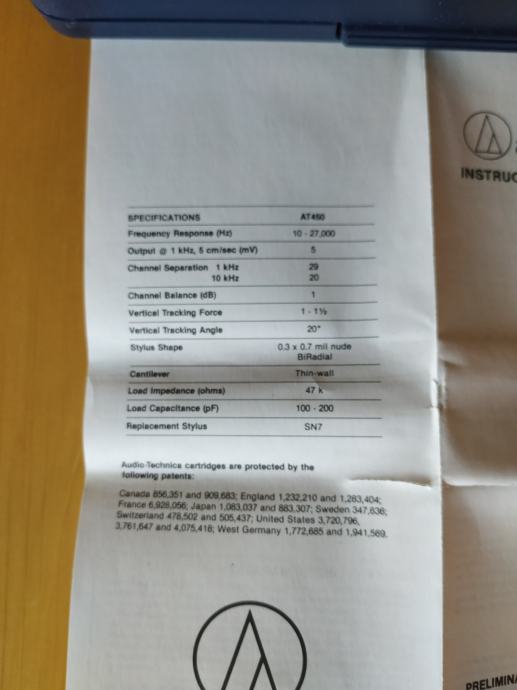 SPECIFICATIONS AT450
Frequency Response (Hz) 10 - 27,000
Output @ 1 kHz, 5 cm/sec (mV) 5
Channel Separation 1 kHz 29
10 kHz 20
Channel Balance (dB) 1
Vertical Tracking Force 1 - 1½
Vertical Tracking Angle 20°
Stylus Shape 0.3 x 0.7 mil nude
BiRadial
Cantilever Thin-wall
Load Impedance (ohms) 47 k
Load Capacitance (pF) 100 - 200
Replacement Stylus SN7
Audio-Technica cartridges are protected by the
following patents:
Canada 856,351 and 909,683; England 1,232,210 and 1,283,404;
France 6,928,056; Japan 1,083,037 and 883,307; Sweden 347,636;
Switzerland 478,502 and 505,437; United States 3,720,796,
3,761,647 and 4,075,418; West Germany 1,772,685 and 1,941,569.
INSTRUC
PRELIMINA